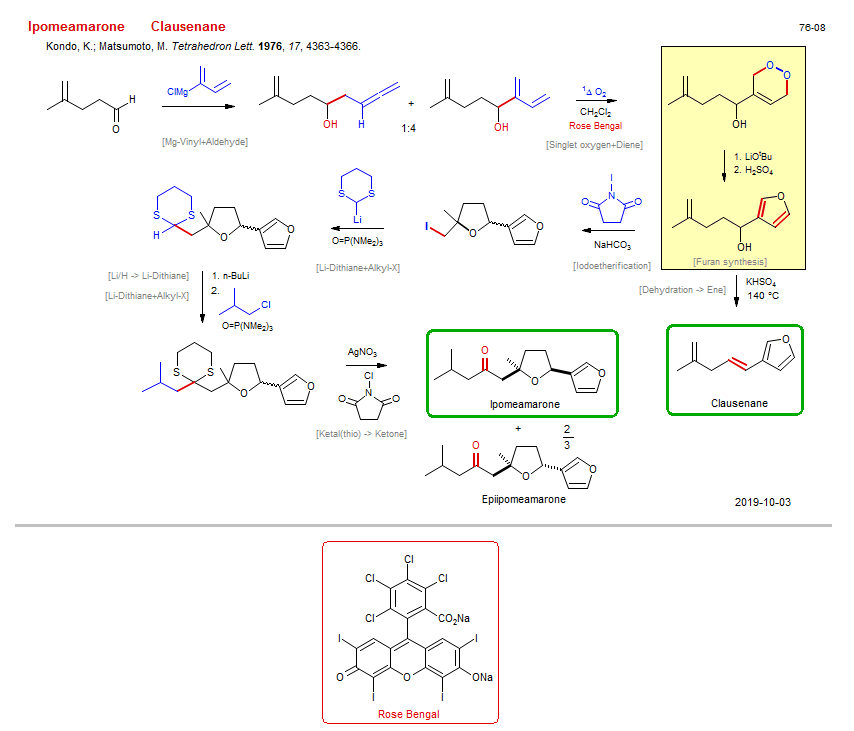 Ipomeamarone Clausenane
76-08
Kondo, K.; Matsumoto, M. Tetrahedron Lett. 1976, 17, 4363-4366.
H
O
ClMg
[Mg-Vinyl+Aldehyde]
OH
H
+
1:4
OH
¹Δ O₂
CH₂Cl₂
Rose Bengal
[Singlet oxygen+Diene]
O
O
OH
1. LiOᵗBu
2. H₂SO₄
O
OH
[Furan synthesis]
I
N
O
O
NaHCO₃
[Iodoetherification]
I
O
O
S
S
Li
O=P(NMe₂)₃
[Li-Dithiane+Alkyl-X]
S
S
H
O
O
[Li/H -> Li-Dithiane]
[Li-Dithiane+Alkyl-X]
1. n-BuLi
2.
Cl
O=P(NMe₂)₃
[Dehydration -> Ene]
KHSO₄
140 °C
S
S
O
O
AgNO₃
Cl
N
O
O
[Ketal(thio) -> Ketone]
O
O
O
Ipomeamarone
O
Clausenane
+
2
3
O
O
O
Epiipomeamarone
2019-10-03
Cl
Cl
Cl
Cl
CO₂Na
I
I
O
O
ONa
I
I
Rose Bengal